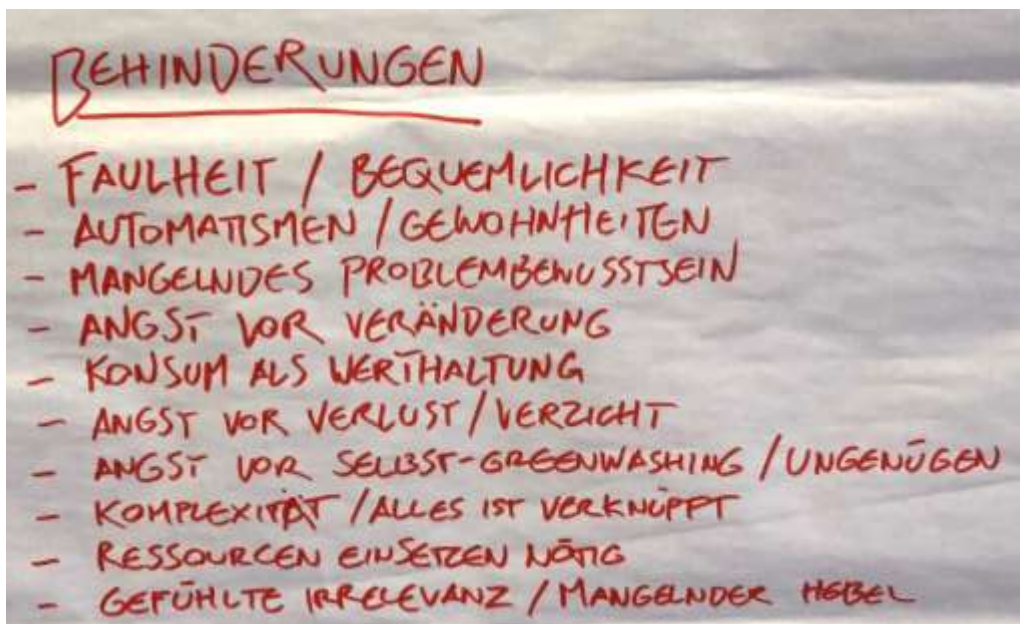 BEHINDERUNGEN
- FAULHEIT / BEQUEMLICHKEIT
- AUTOMATISMEN / GEWOHNHEITEN
- MANGELNDES PROBLEMBEWUSSTSEIN
- ANGST VOR VERÄNDERUNG
- KONSUM ALS WERTHALTUNG
- ANGST VOR VERLUST / VERZICHT
- ANGST VOR SELBST-GREENWASHING / UNGENÜGEN
- KOMPLEXITÄT / ALLES IST VERKNÜPFT
- RESSOURCEN EINSETZEN NÖTIG
- GEFÜHLTE IRRELEVANZ / MANGELNDER HEBEL